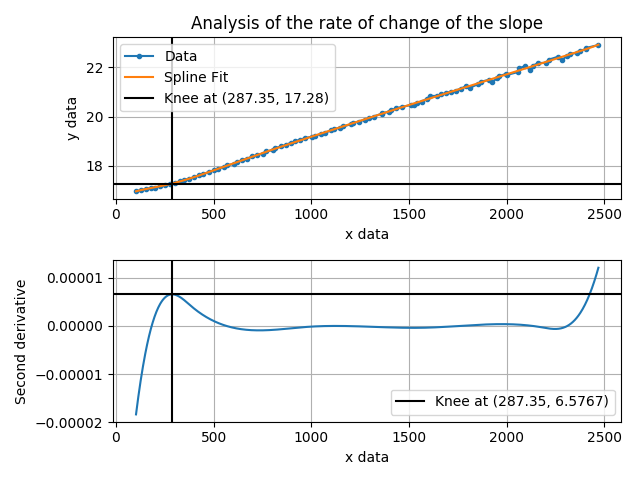 Analysis of the rate of change of the slope
Data
Spline Fit
Knee at (287.35, 17.28)
y data
22
20
18
0
500
1000
1500
2000
2500
x data
Second derivative
0.00001
0.00000
−0.00001
−0.00002
Knee at (287.35, 6.5767)
0
500
1000
1500
2000
2500
x data